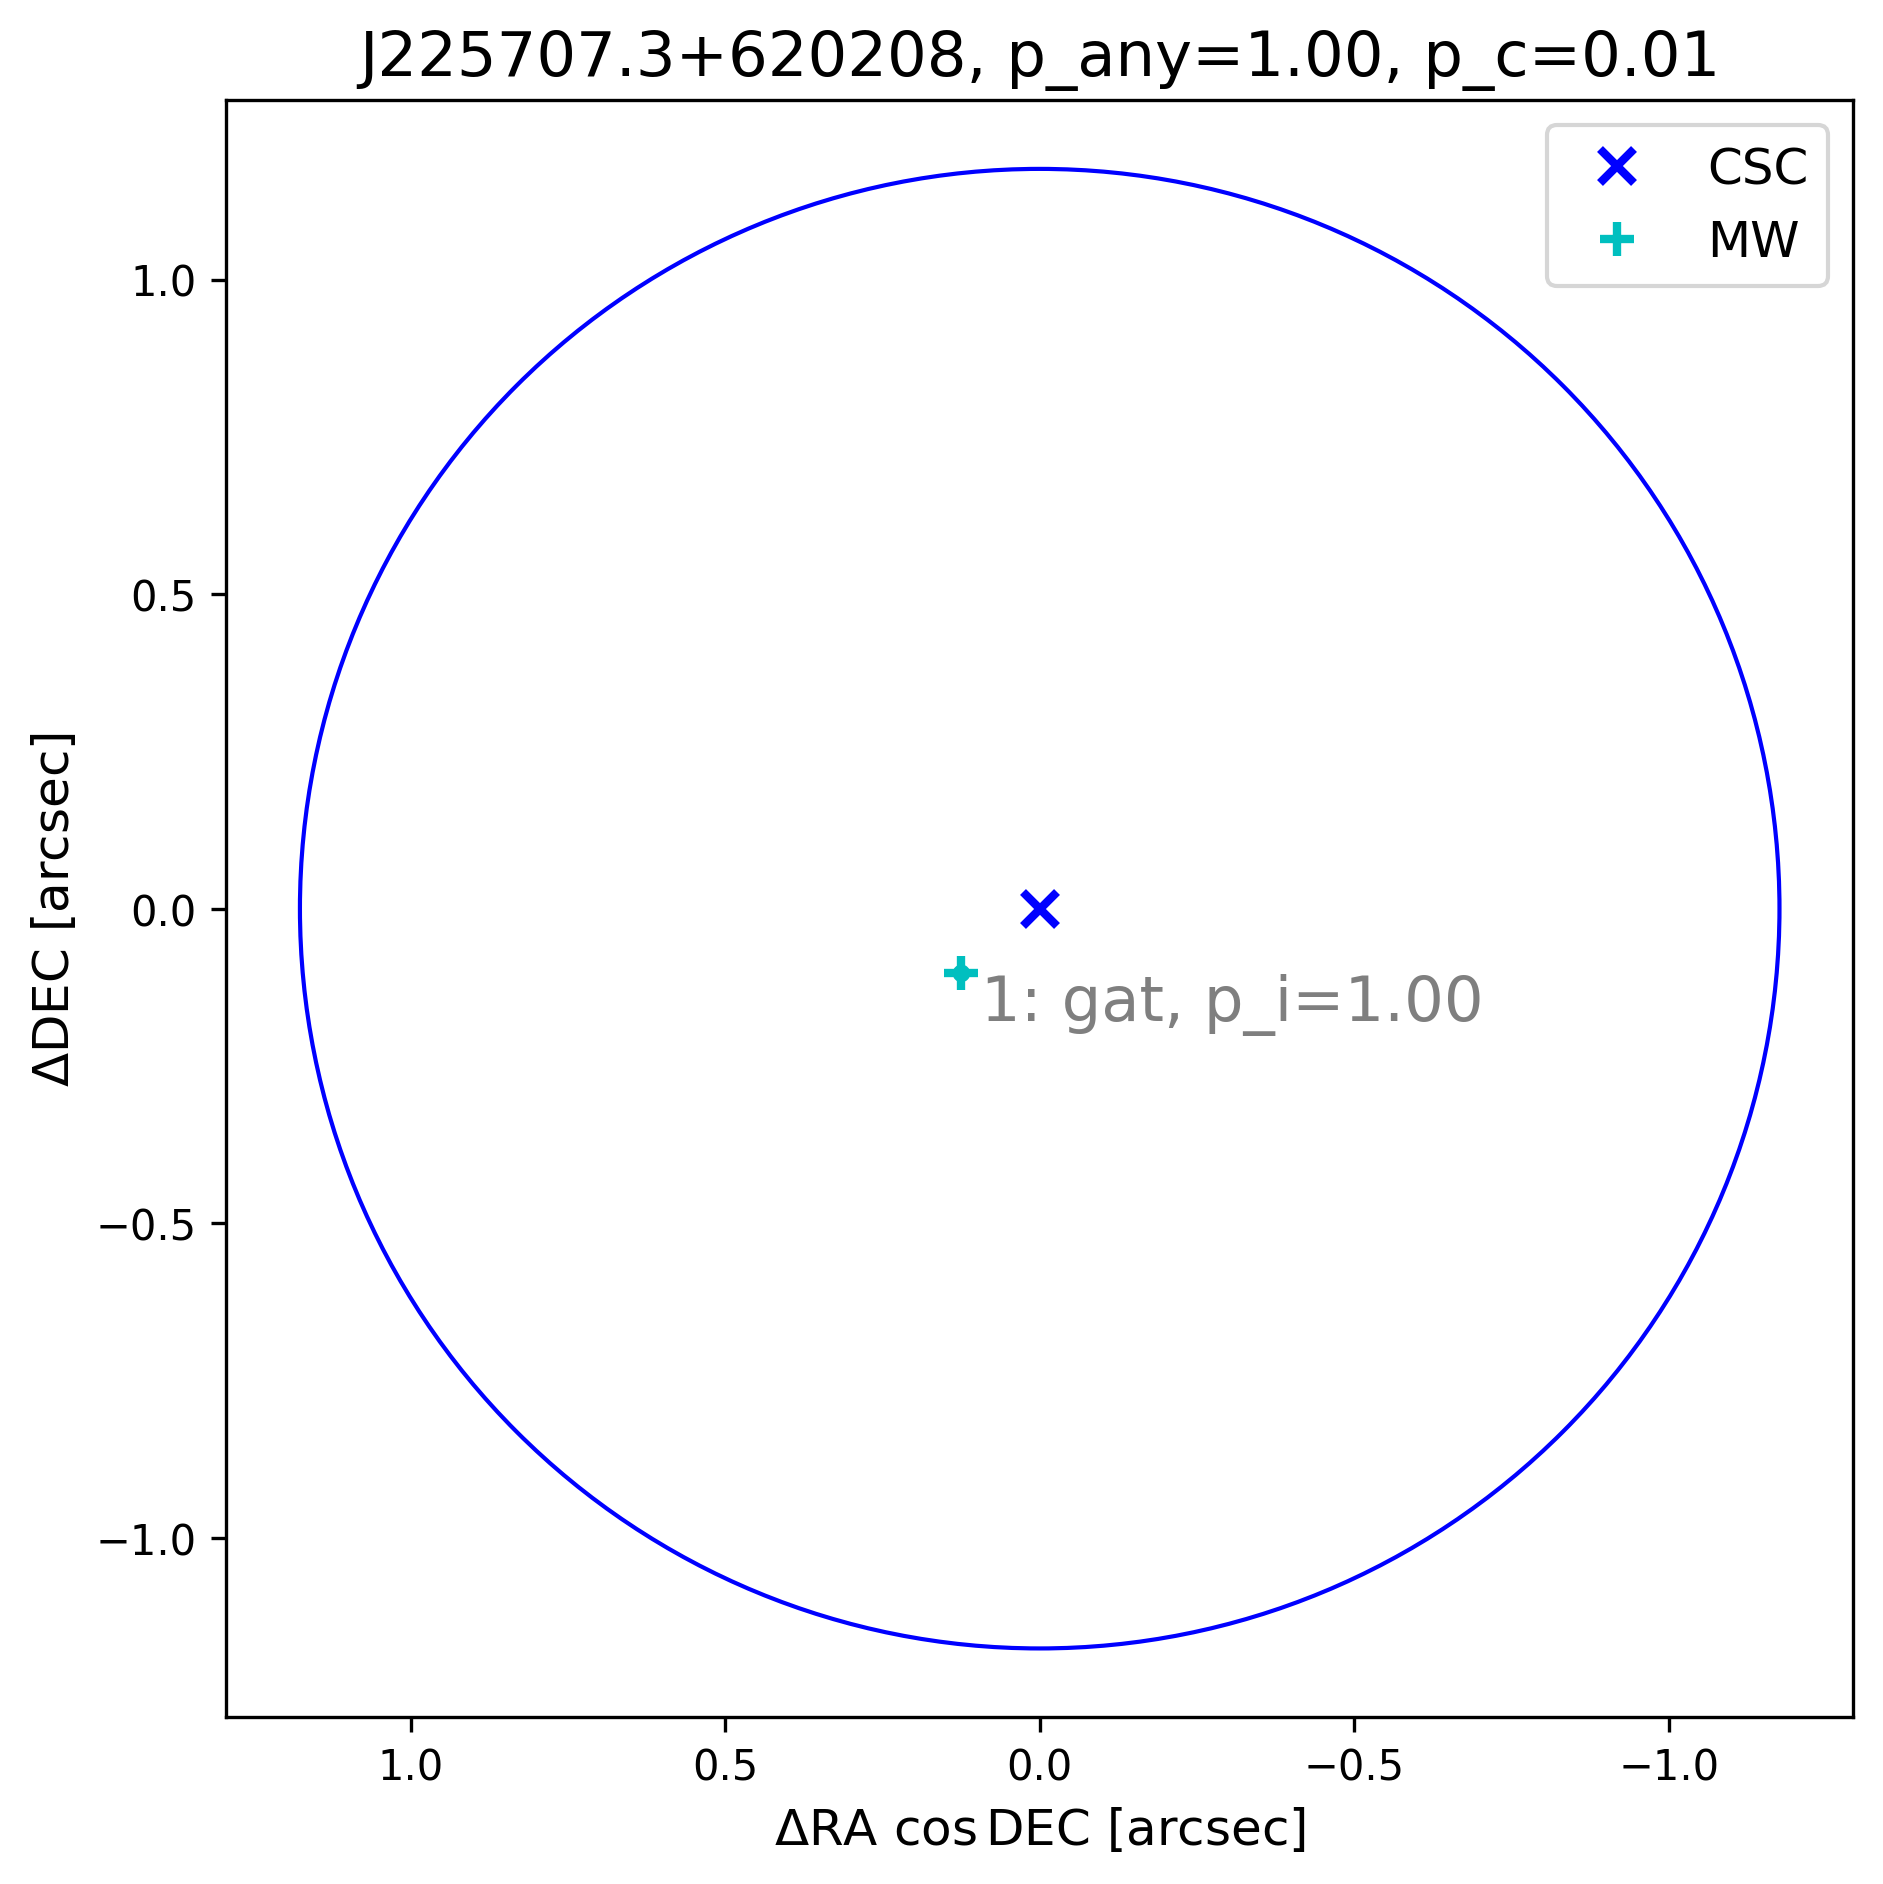 J225707.3+620208, p_any=1.00, p_c=0.01
CSC
MW
1.0
0.5
0.0
−0.5
−1.0
ΔDEC [arcsec]
1: gat, p_i=1.00
1.0
0.5
0.0
−0.5
−1.0
ΔRA cos DEC [arcsec]